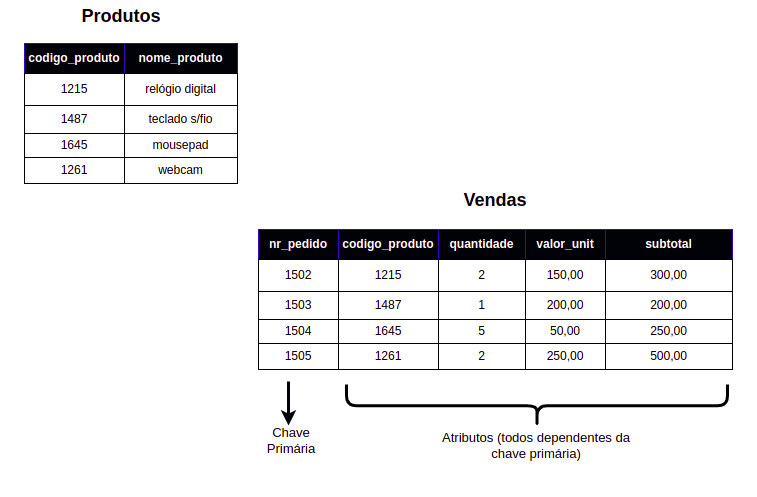 Produtos
codigo_produto nome_produto
1215 relógio digital
1487 teclado s/fio
1645 mousepad
1261 webcam
Vendas
nr_pedido codigo_produto quantidade valor_unit subtotal
1502 1215 2 150,00 300,00
1503 1487 1 200,00 200,00
1504 1645 5 50,00 250,00
1505 1261 2 250,00 500,00
Chave
Primária
Atributos (todos dependentes da
chave primária)